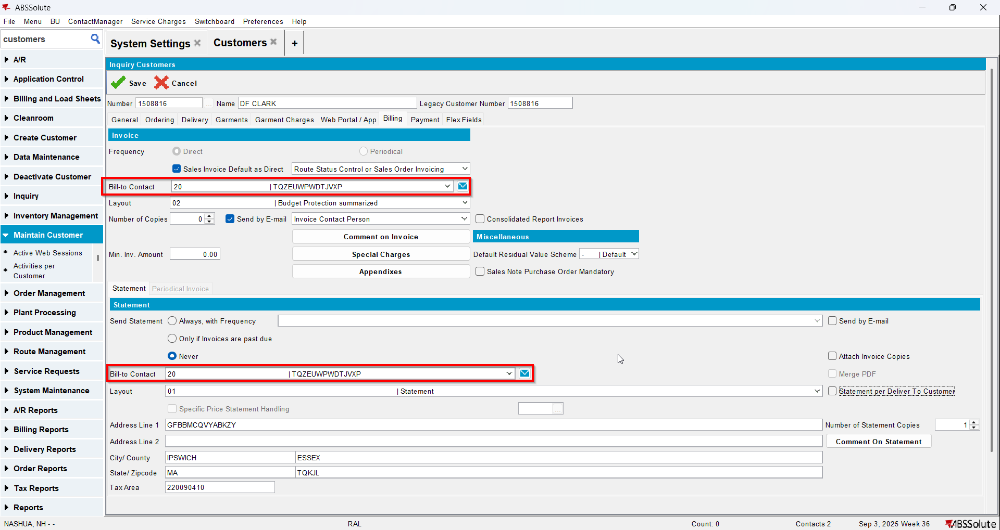 ABSSolute
File Menu BU ContactManager Service Charges Switchboard Preferences Help
customers
System Settings
Customers
+
A/R
Application Control
Billing and Load Sheets
Cleanroom
Create Customer
Data Maintenance
Deactivate Customer
Inquiry
Inventory Management
Maintain Customer
Active Web Sessions
Activities per
Customer
Order Management
Plant Processing
Product Management
Route Management
Service Requests
System Maintenance
A/R Reports
Billing Reports
Delivery Reports
Order Reports
Tax Reports
Reports
Inquiry Customers
Save Cancel
Number 1508816 ... Name DF CLARK Legacy Customer Number 1508816
General Ordering Delivery Garments Garment Charges Web Portal / App Billing Payment Flex Fields
Invoice
Frequency Direct Periodical
Sales Invoice Default as Direct Route Status Control or Sales Order Invoicing
Bill-to Contact 20 | TQZEUWPWDTJVXP
Layout 02 | Budget Protection summarized
Number of Copies 0 Send by E-mail Invoice Contact Person Consolidated Report Invoices
Comment on Invoice Miscellaneous
Min. Inv. Amount 0.00 Special Charges Default Residual Value Scheme - | Default
Appendixes Sales Note Purchase Order Mandatory
Statement Periodical Invoice
Statement
Send Statement Always, with Frequency Send by E-mail
Only if Invoices are past due
Never Attach Invoice Copies
Bill-to Contact 20 | TQZEUWPWDTJVXP Merge PDF
Layout 01 | Statement Statement per Deliver To Customer
Specific Price Statement Handling ...
Address Line 1 GFBBMCQVYABKZY Number of Statement Copies 1
Address Line 2 Comment On Statement
City/ County IPSWICH ESSEX
State/ Zipcode MA TQKJL
Tax Area 220090410
NASHUA, NH - - RAL Count: 0 Contacts 2 Sep 3, 2025 Week 36 ABSSolute